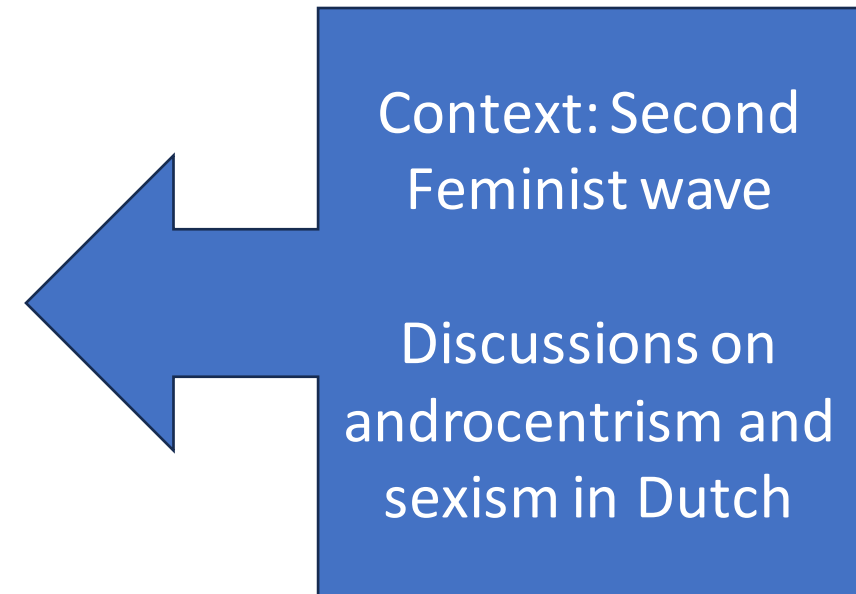 Context: Second
Feminist wave
Discussions on
androcentrism and
sexism in Dutch